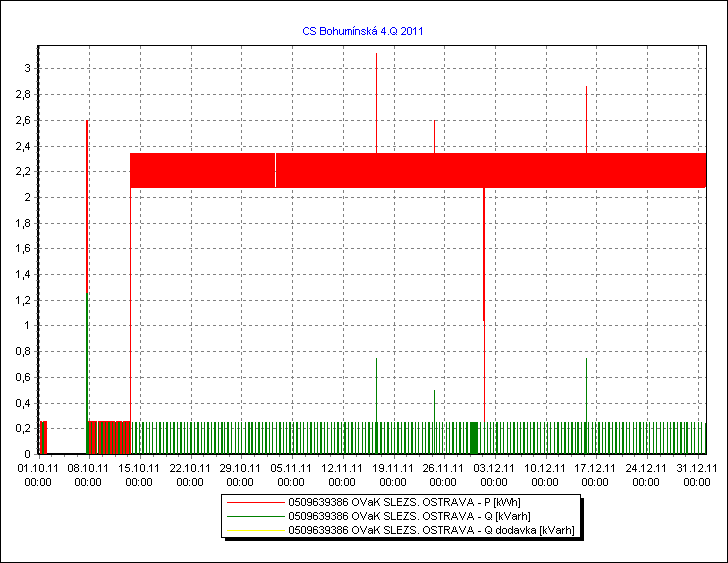 CS Bohumínská 4.Q 2011
3
2,8
2,6
2,4
2,2
2
1,8
1,6
1,4
1,2
1
0,8
0,6
0,4
0,2
0
01.10.11 08.10.11 15.10.11 22.10.11 29.10.11 05.11.11 12.11.11 19.11.11 26.11.11 03.12.11 10.12.11 17.12.11 24.12.11 31.12.11
00:00 00:00 00:00 00:00 00:00 00:00 00:00 00:00 00:00 00:00 00:00 00:00 00:00 00:00
0509639386 OVaK SLEZS. OSTRAVA - P [kWh]
0509639386 OVaK SLEZS. OSTRAVA - Q [kVarh]
0509639386 OVaK SLEZS. OSTRAVA - Q dodavka [kVarh]